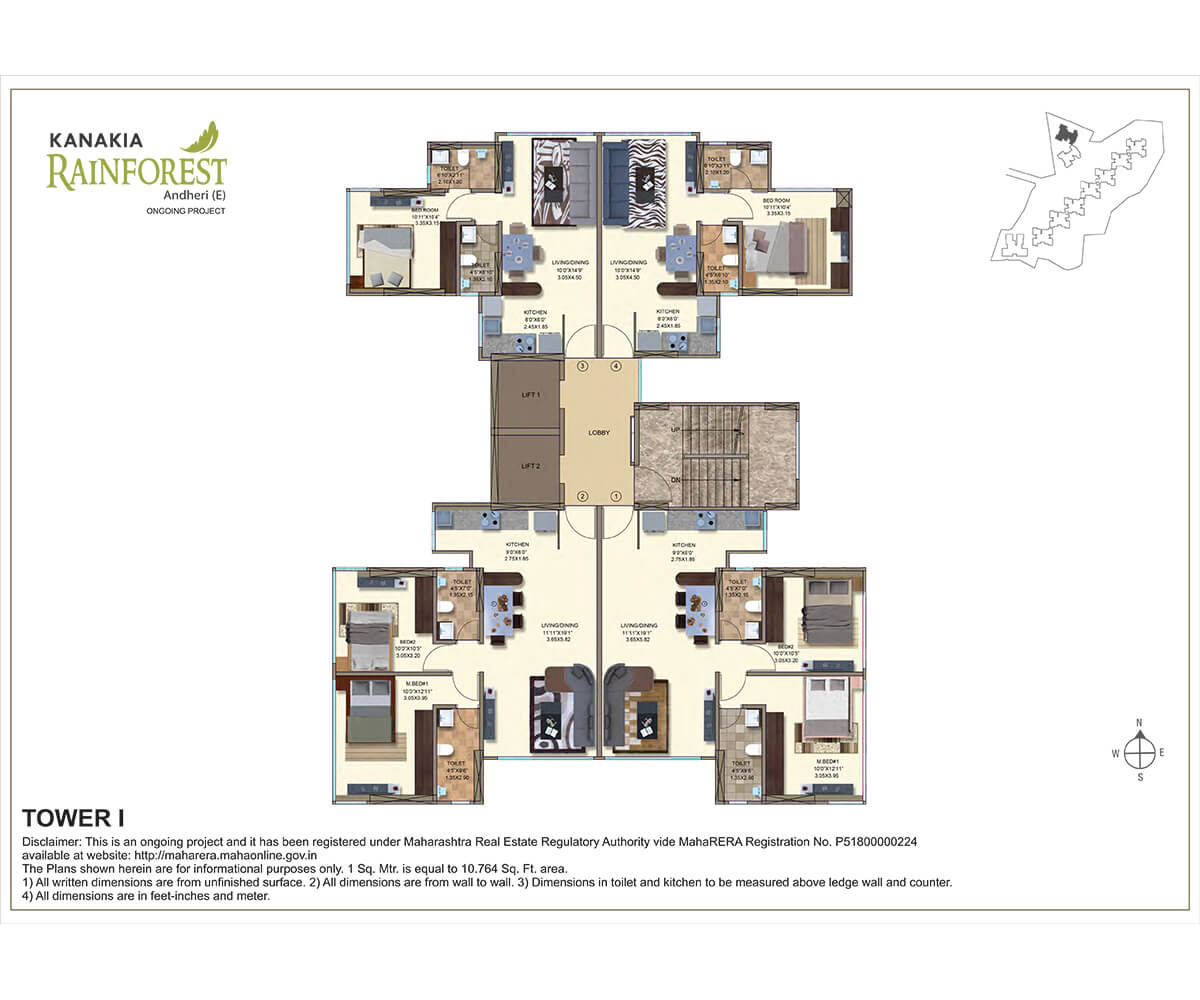 KANAKIA
RAINFOREST
Andheri (E)
ONGOING PROJECT
TOILET
6'10"X2'11"
2.10X1.20
BED ROOM
10'11"X10'4"
3.35X3.15
TOILET
4'5"X6'10"
1.35X2.10
LIVING/DINING
10'0"X14'9"
3.05X4.50
KITCHEN
8'0"X6'0"
2.45X1.85
TOILET
6'10"X3'11"
2.10X1.20
BED ROOM
10'11"X10'4"
3.35X3.15
TOILET
4'5"X6'10"
1.35X2.10
LIVING/DINING
10'0"X14'9"
3.05X4.50
KITCHEN
8'0"X6'0"
2.45X1.85
3
4
LIFT 1
LOBBY
LIFT 2
UP
DN
2
1
KITCHEN
9'0"X6'0"
2.75X1.85
TOILET
4'5"X7'0"
1.35X2.15
LIVING/DINING
11'11"X19'1"
3.65X5.82
BED#2
10'0"X10'5"
3.05X3.20
M.BED#1
10'0"X12'11"
3.05X3.95
TOILET
4'5"X9'6"
1.35X2.90
KITCHEN
9'0"X6'0"
2.75X1.85
TOILET
4'5"X7'0"
1.35X2.15
LIVING/DINING
11'11"X19'1"
3.65X5.82
BED#2
10'0"X10'5"
3.05X3.20
M.BED#1
10'0"X12'11"
3.05X3.95
TOILET
4'5"X9'6"
1.35X2.90
N
W
E
S
TOWER I
Disclaimer: This is an ongoing project and it has been registered under Maharashtra Real Estate Regulatory Authority vide MahaRERA Registration No. P51800000224
available at website: http://maharera.mahaonline.gov.in
The Plans shown herein are for informational purposes only. 1 Sq. Mtr. is equal to 10.764 Sq. Ft. area.
1) All written dimensions are from unfinished surface. 2) All dimensions are from wall to wall. 3) Dimensions in toilet and kitchen to be measured above ledge wall and counter.
4) All dimensions are in feet-inches and meter.